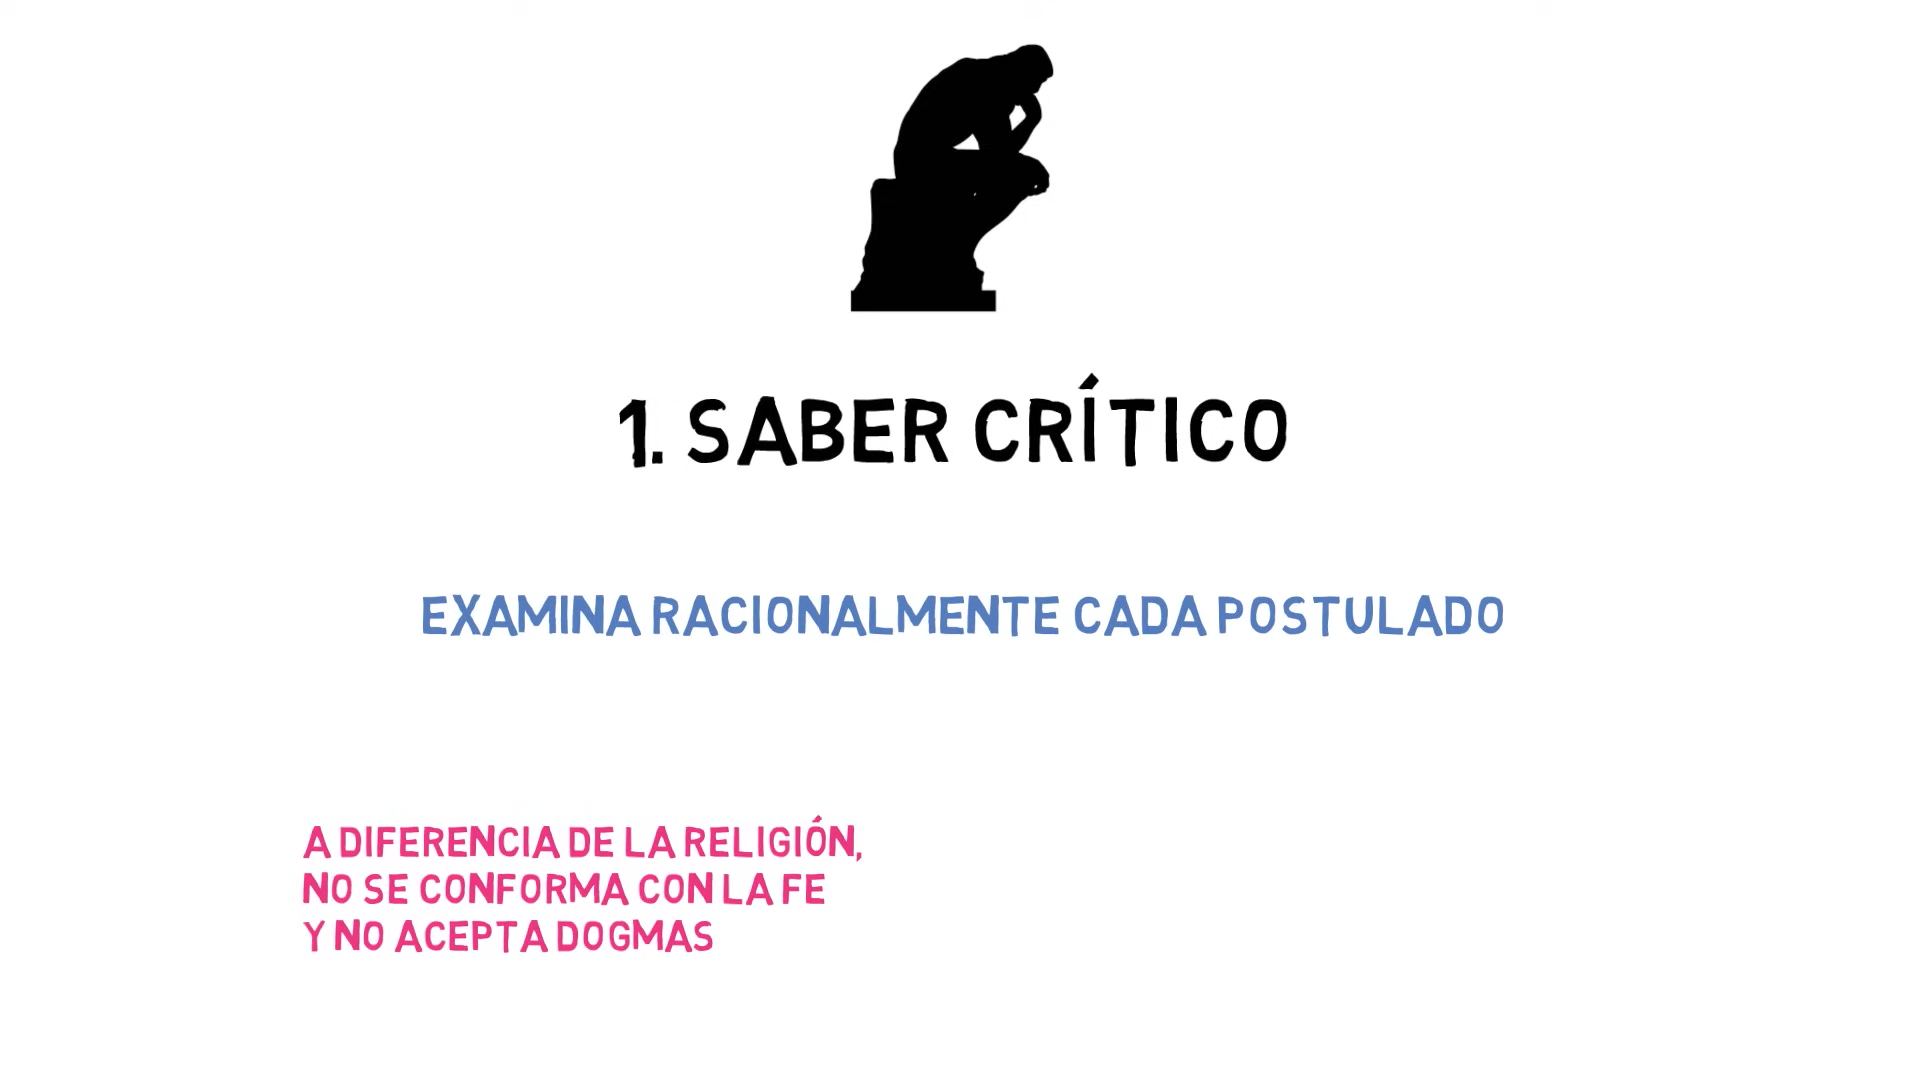 1. SABER CRÍTICO
EXAMINA RACIONALMENTE CADA POSTULADO
A DIFERENCIA DE LA RELIGIÓN,
NO SE CONFORMA CON LA FE
Y NO ACEPTA DOGMAS